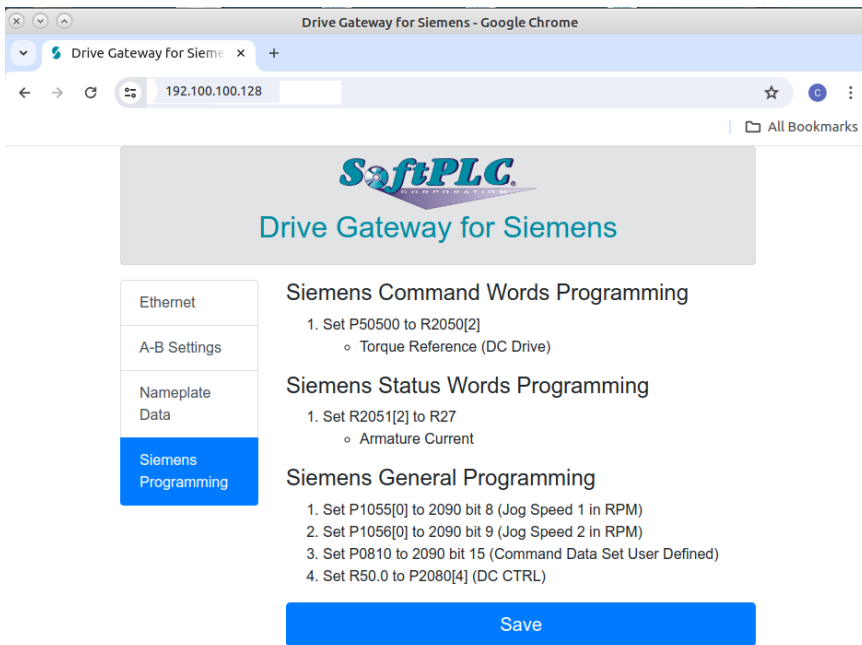 Drive Gateway for Siemens - Google Chrome
Drive Gateway for Sieme
192.100.100.128
C
All Bookmarks
SoftPLC
CORPORATION
Drive Gateway for Siemens
Ethernet
A-B Settings
Nameplate
Data
Siemens
Programming
Siemens Command Words Programming
1. Set P50500 to R2050[2]
Torque Reference (DC Drive)
Siemens Status Words Programming
1. Set R2051[2] to R27
Armature Current
Siemens General Programming
1. Set P1055[0] to 2090 bit 8 (Jog Speed 1 in RPM)
2. Set P1056[0] to 2090 bit 9 (Jog Speed 2 in RPM)
3. Set P0810 to 2090 bit 15 (Command Data Set User Defined)
4. Set R50.0 to P2080[4] (DC CTRL)
Save